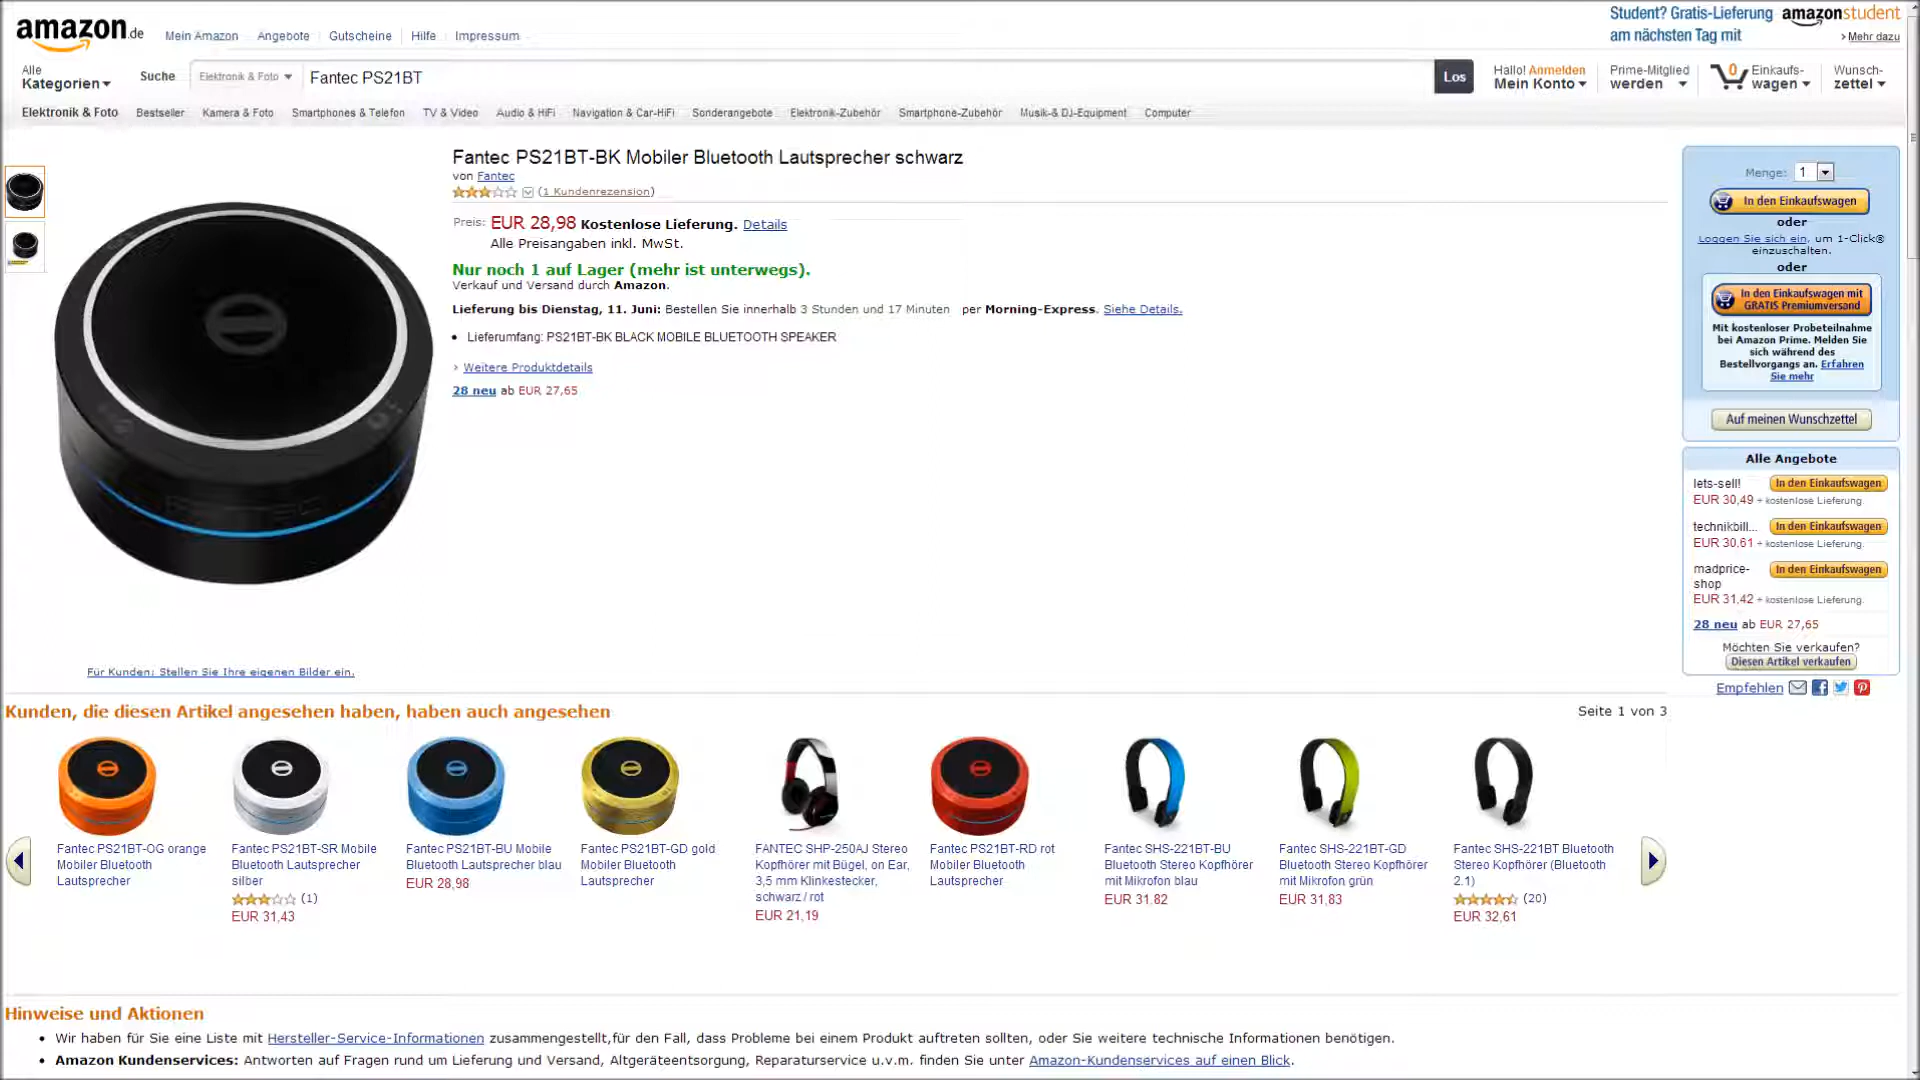 amazon.de
Mein Amazon
Angebote
Gutscheine
Hilfe
Impressum
Student? Gratis-Lieferung amazonstudent
am nächsten Tag mit
› Mehr dazu
Alle
Kategorien
Suche
Elektronik & Foto
Fantec PS21BT
Los
Hallo! Anmelden
Mein Konto
Prime-Mitglied
werden
0
Einkaufs-
wagen
Wunsch-
zettel
Elektronik & Foto
Bestseller
Kamera & Foto
Smartphones & Telefon
TV & Video
Audio & HiFi
Navigation & Car-HiFi
Sonderangebote
Elektronik-Zubehör
Smartphone-Zubehör
Musik-& DJ-Equipment
Computer
Fantec PS21BT-BK Mobiler Bluetooth Lautsprecher schwarz
von Fantec
(1 Kundenrezension)
Preis: EUR 28,98 Kostenlose Lieferung. Details
Alle Preisangaben inkl. MwSt.
Nur noch 1 auf Lager (mehr ist unterwegs).
Verkauf und Versand durch Amazon.
Lieferung bis Dienstag, 11. Juni: Bestellen Sie innerhalb 3 Stunden und 17 Minuten per Morning-Express. Siehe Details.
Lieferumfang: PS21BT-BK BLACK MOBILE BLUETOOTH SPEAKER
› Weitere Produktdetails
28 neu ab EUR 27,65
Für Kunden: Stellen Sie Ihre eigenen Bilder ein.
Menge: 1
In den Einkaufswagen
oder
Loggen Sie sich ein, um 1-Click®
einzuschalten.
oder
In den Einkaufswagen mit
GRATIS Premiumversand
Mit kostenloser Probeteilnahme
bei Amazon Prime. Melden Sie
sich während des
Bestellvorgangs an. Erfahren
Sie mehr
Auf meinen Wunschzettel
Alle Angebote
lets-sell!
In den Einkaufswagen
EUR 30,49 + kostenlose Lieferung.
technikbill...
In den Einkaufswagen
EUR 30,61 + kostenlose Lieferung.
madprice-
shop
In den Einkaufswagen
EUR 31,42 + kostenlose Lieferung.
28 neu ab EUR 27,65
Möchten Sie verkaufen?
Diesen Artikel verkaufen
Empfehlen
Kunden, die diesen Artikel angesehen haben, haben auch angesehen
Seite 1 von 3
Fantec PS21BT-OG orange
Mobiler Bluetooth
Lautsprecher
Fantec PS21BT-SR Mobile
Bluetooth Lautsprecher
silber
(1)
EUR 31,43
Fantec PS21BT-BU Mobile
Bluetooth Lautsprecher blau
EUR 28,98
Fantec PS21BT-GD gold
Mobiler Bluetooth
Lautsprecher
FANTEC SHP-250AJ Stereo
Kopfhörer mit Bügel, on Ear,
3,5 mm Klinkestecker,
schwarz / rot
EUR 21,19
Fantec PS21BT-RD rot
Mobiler Bluetooth
Lautsprecher
Fantec SHS-221BT-BU
Bluetooth Stereo Kopfhörer
mit Mikrofon blau
EUR 31,82
Fantec SHS-221BT-GD
Bluetooth Stereo Kopfhörer
mit Mikrofon grün
EUR 31,83
Fantec SHS-221BT Bluetooth
Stereo Kopfhörer (Bluetooth
2.1)
(20)
EUR 32,61
Hinweise und Aktionen
Wir haben für Sie eine Liste mit Hersteller-Service-Informationen zusammengestellt,für den Fall, dass Probleme bei einem Produkt auftreten sollten, oder Sie weitere technische Informationen benötigen.
Amazon Kundenservices: Antworten auf Fragen rund um Lieferung und Versand, Altgeräteentsorgung, Reparaturservice u.v.m. finden Sie unter Amazon-Kundenservices auf einen Blick.